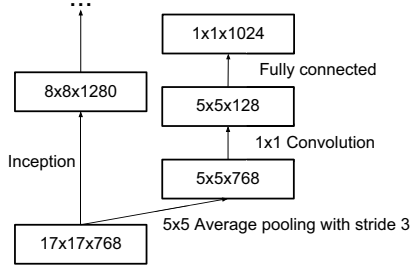 ...
1x1x1024
Fully connected
8x8x1280
5x5x128
1x1 Convolution
Inception
5x5x768
5x5 Average pooling with stride 3
17x17x768